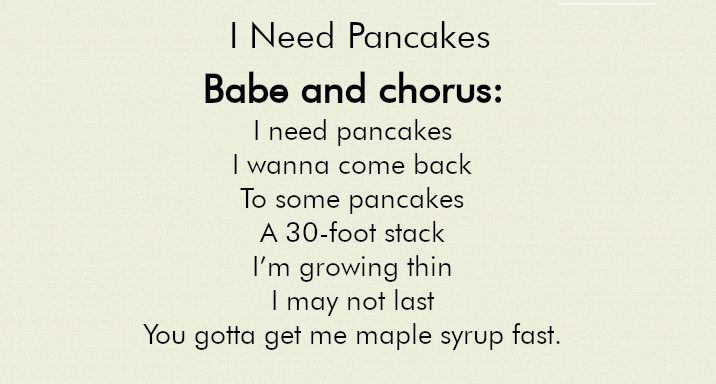 I Need Pancakes
Babe and chorus:
I need pancakes
I wanna come back
To some pancakes
A 30-foot stack
I’m growing thin
I may not last
You gotta get me maple syrup fast.